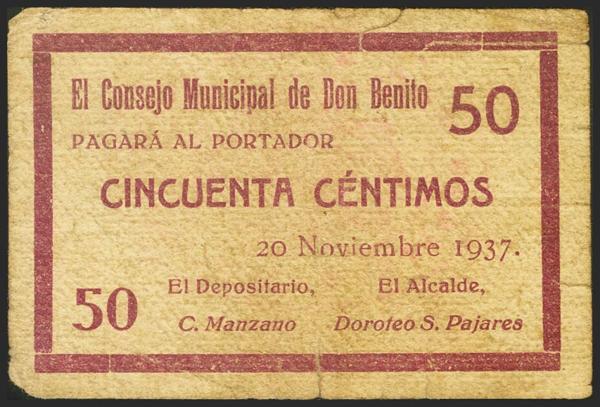 El Consejo Municipal de Don Benito 50
PAGARÁ AL PORTADOR
CINCUENTA CÉNTIMOS
20 Noviembre 1937.
El Depositario, El Alcalde,
50 C. Manzano Doroteo S. Pajares